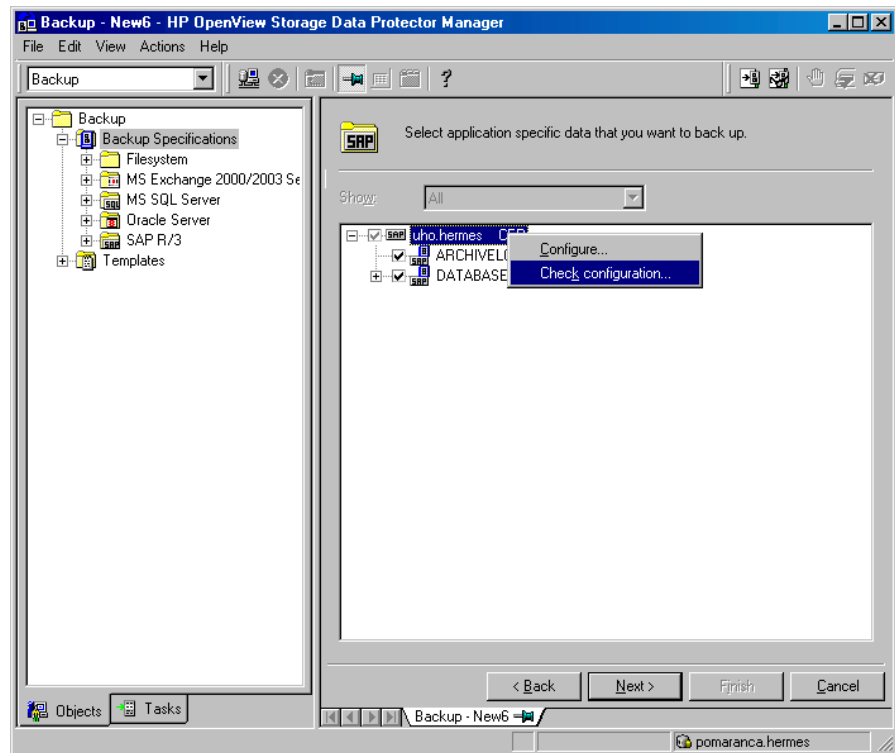 Backup - New6 - HP OpenView Storage Data Protector Manager
File Edit View Actions Help
Backup
Backup
Backup Specifications
Filesystem
MS Exchange 2000/2003 Se
MS SQL Server
Oracle Server
SAP R/3
Templates
Objects
Tasks
SAP
Select application specific data that you want to back up.
Show:
All
uho.hermes
ARCHIVEL
DATABASE
Configure...
Check configuration...
< Back
Next >
Finish
Cancel
Backup - New6
pomaranca.hermes